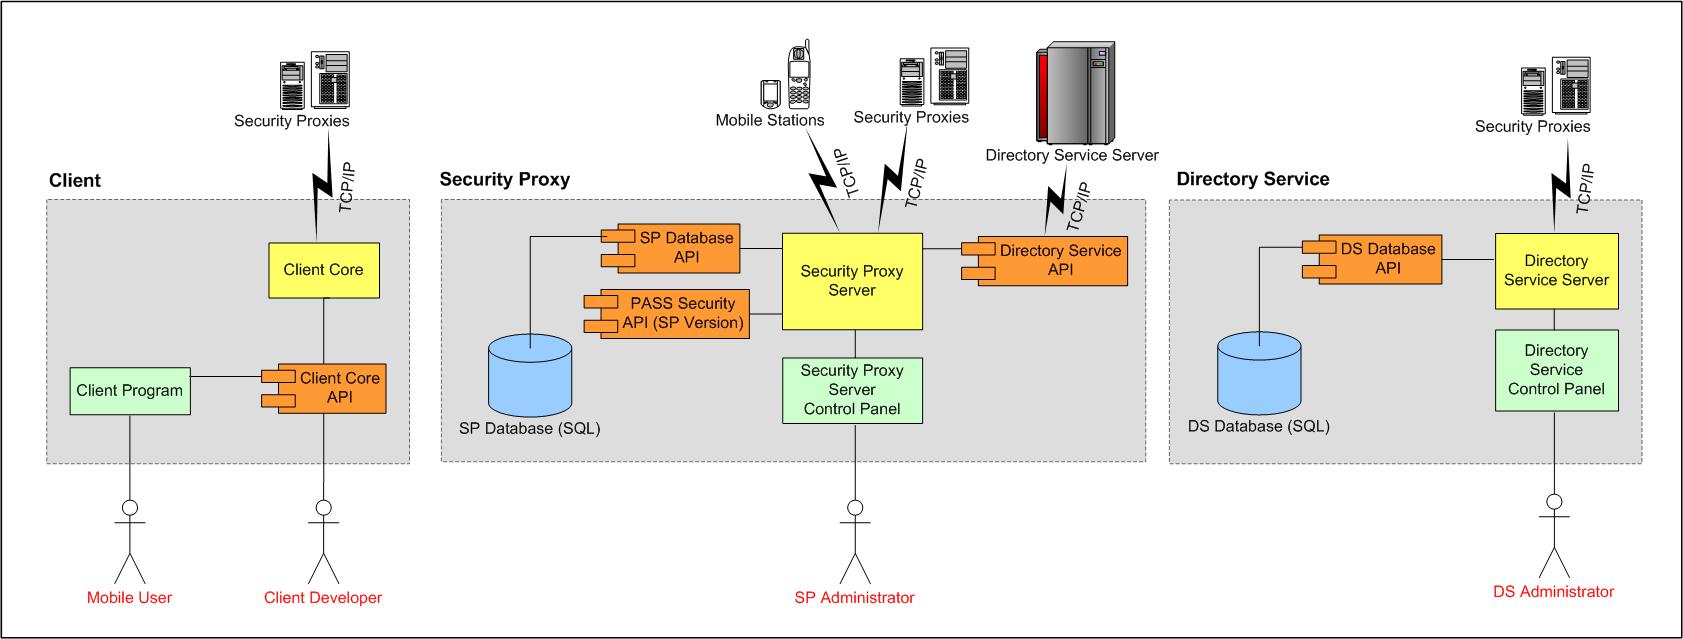 Security Proxies
TCP/IP
Client
Client Core
Client Program
Client Core
API
Mobile User
Client Developer
Mobile Stations
Security Proxies
Directory Service Server
TCP/IP
TCP/IP
TCP/IP
Security Proxy
SP Database
API
Security Proxy
Server
Directory Service
API
PASS Security
API (SP Version)
Security Proxy
Server
Control Panel
SP Database (SQL)
SP Administrator
Security Proxies
TCP/IP
Directory Service
DS Database
API
Directory
Service Server
Directory
Service
Control Panel
DS Database (SQL)
DS Administrator